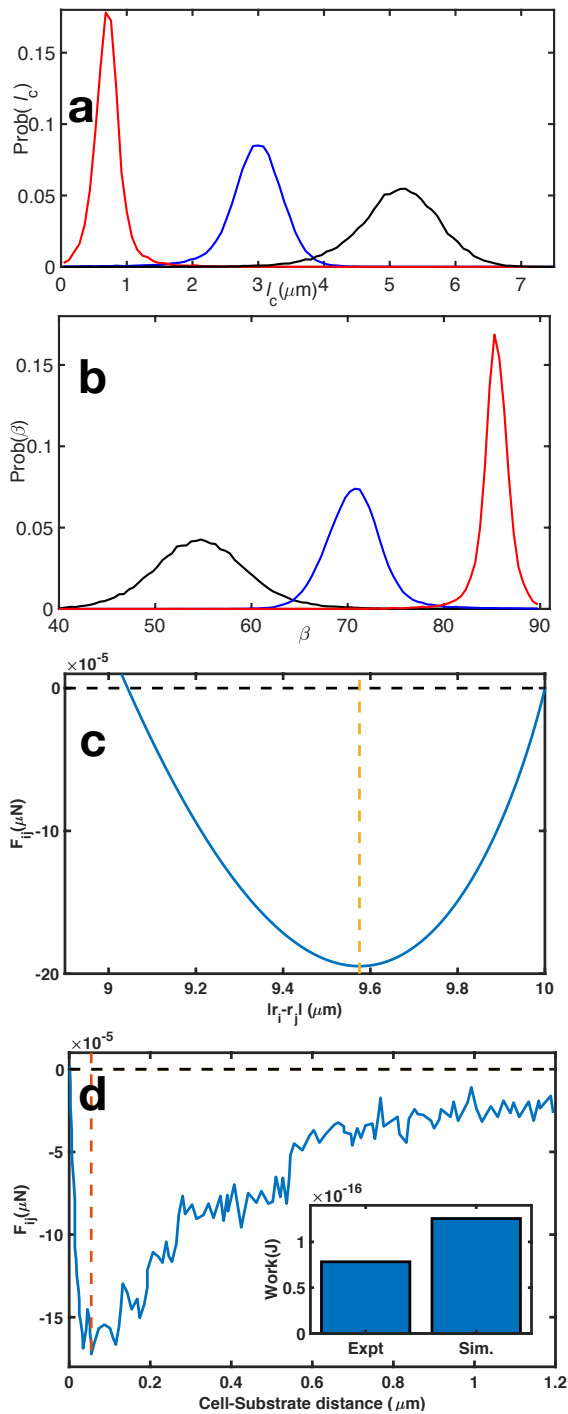 a
Prob( l_c)
0.15
0.1
0.05
0
0 1 2 3 4 5 6 7
l_c(μm)
b
Prob(β)
0.15
0.10
0.05
0
40 50 60 70 80 90
β
×10^-5
c
F_ij(μN)
0
-10
-20
9 9.2 9.4 9.6 9.8 10
|r_i-r_j| (μm)
×10^-5
d
F_ij(μN)
0
-5
-10
-15
0 0.2 0.4 0.6 0.8 1.0 1.2
Cell-Substrate distance ( μm)
×10^-16
Work(J)
1
0.5
0
Expt Sim.